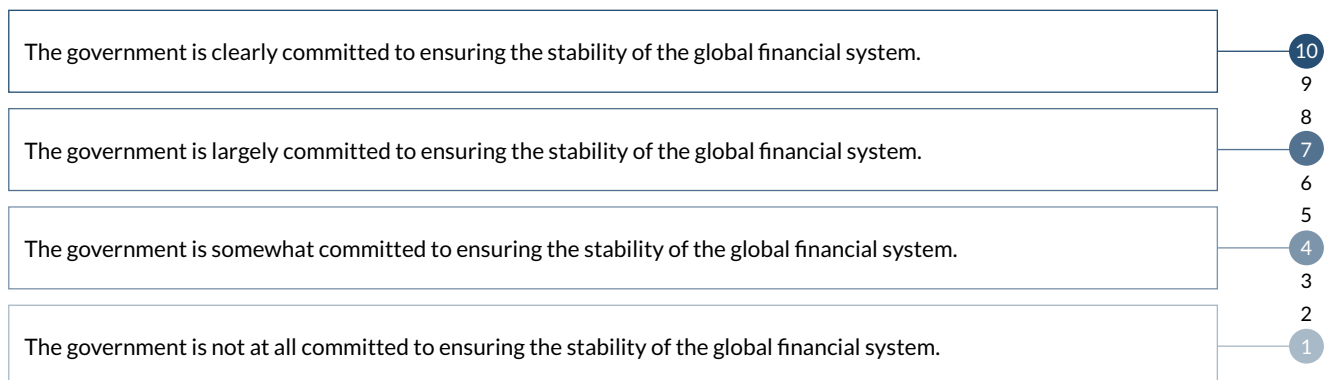 The government is clearly committed to ensuring the stability of the global financial system.
10
9
8
The government is largely committed to ensuring the stability of the global financial system.
7
6
5
The government is somewhat committed to ensuring the stability of the global financial system.
4
3
2
The government is not at all committed to ensuring the stability of the global financial system.
1